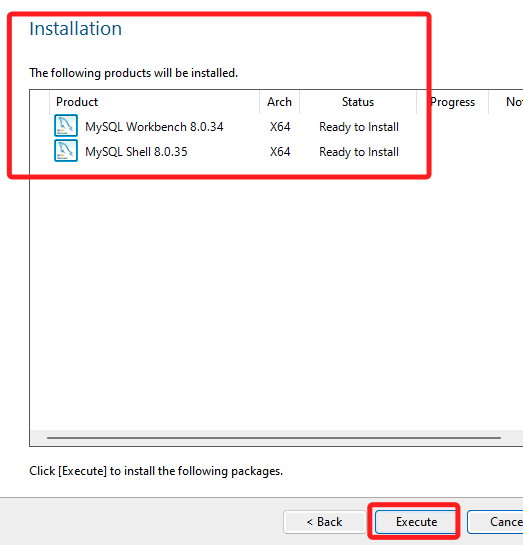 Installation
The following products will be installed.
Product Arch Status Progress
MySQL Workbench 8.0.34 X64 Ready to Install
MySQL Shell 8.0.35 X64 Ready to Install
Click [Execute] to install the following packages.
< Back Execute